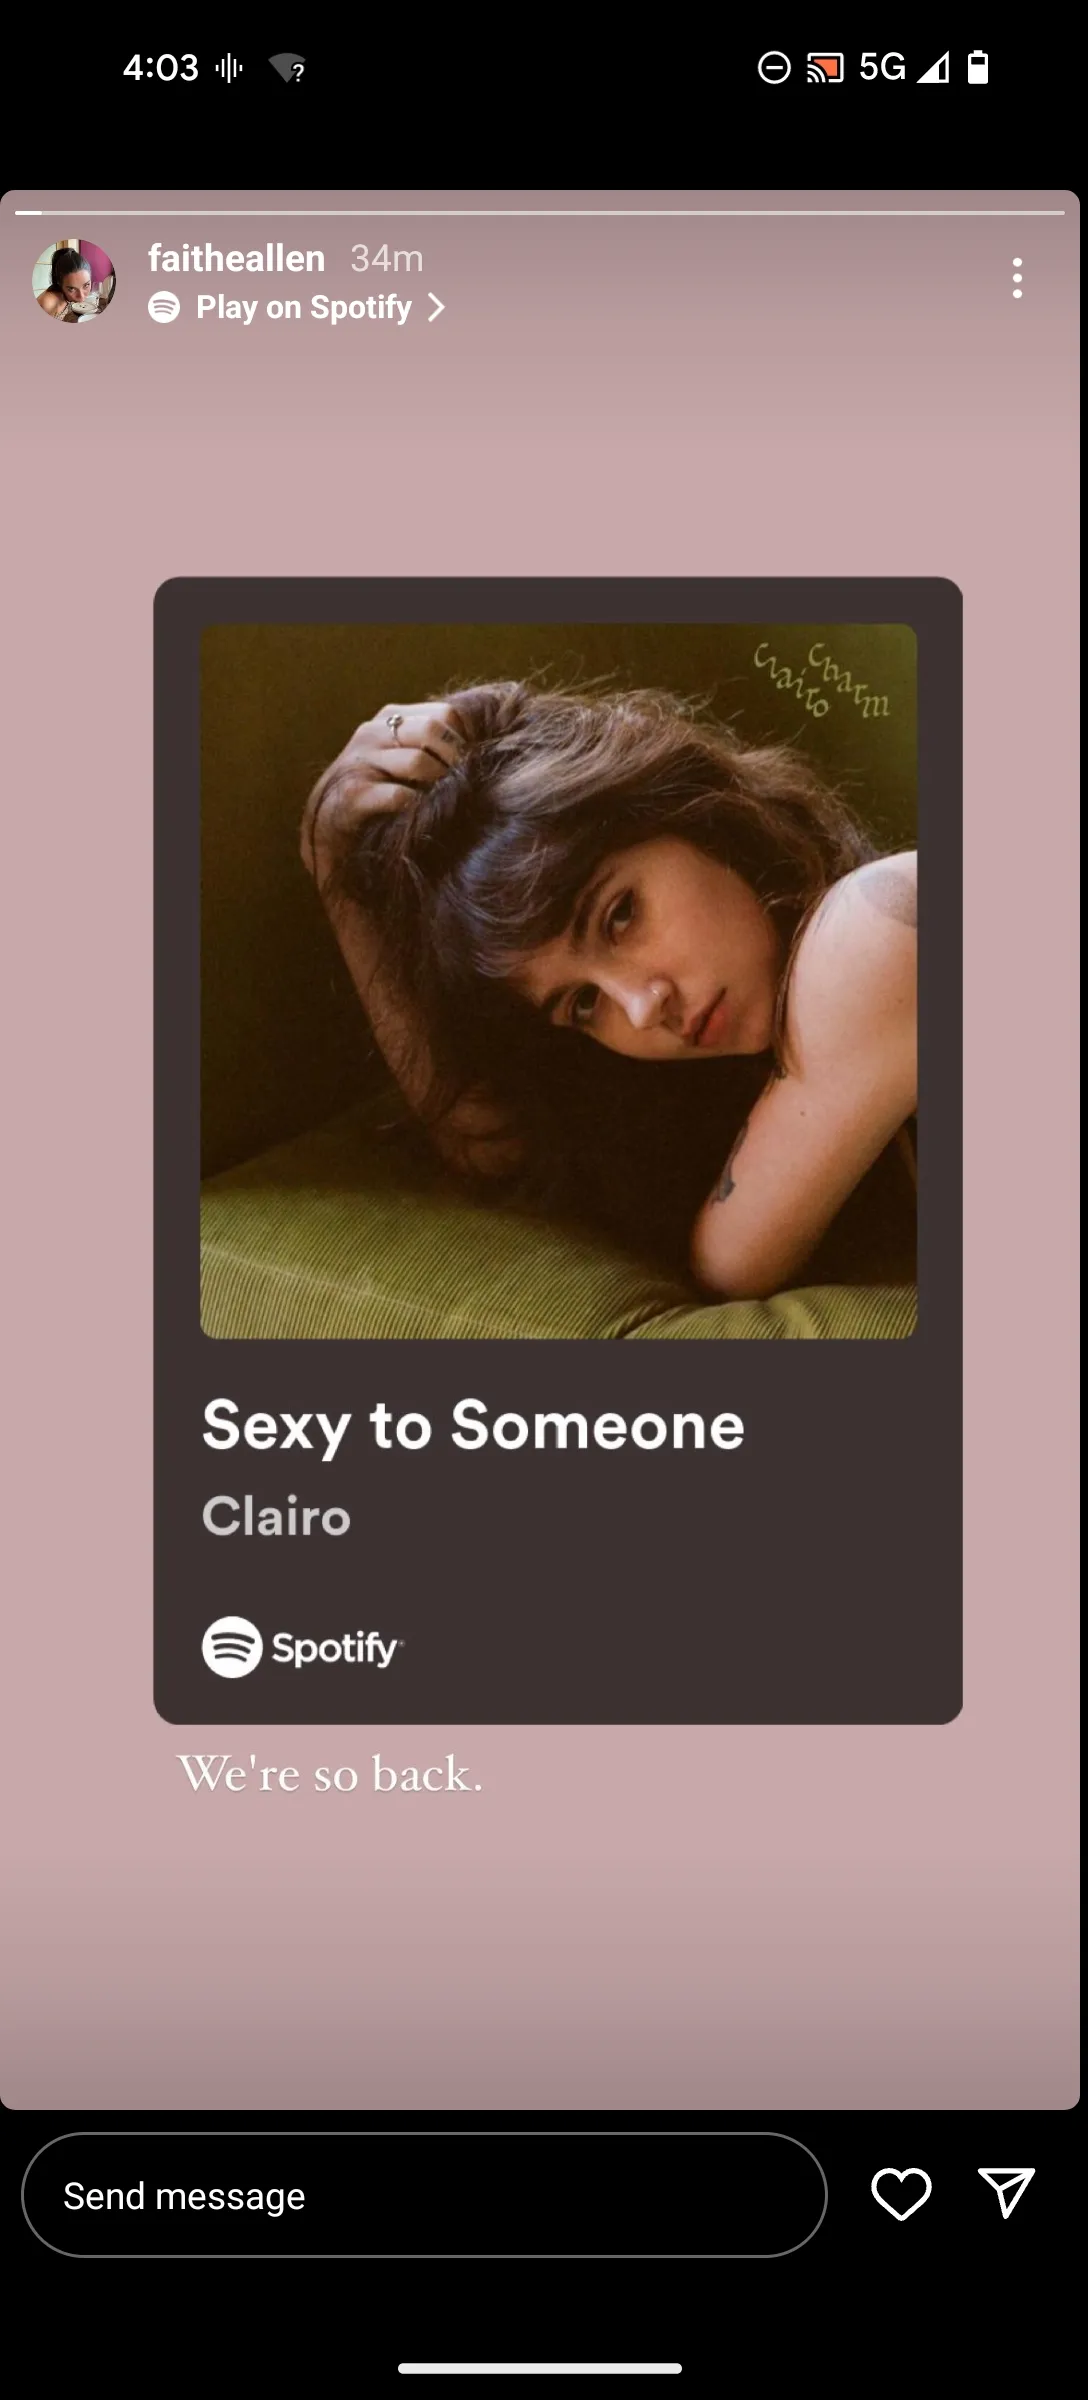 4:03
5G
faitheallen 34m
Play on Spotify
Clairo
Charm
Sexy to Someone
Clairo
Spotify
We're so back.
Send message